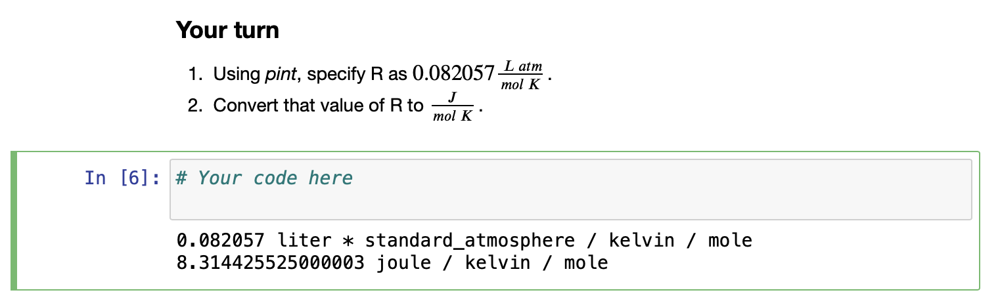 Your turn
1. Using pint, specify R as 0.082057 \frac{L atm}{mol K}.
2. Convert that value of R to \frac{J}{mol K}.
In [6]: # Your code here
0.082057 liter * standard_atmosphere / kelvin / mole
8.314425525000003 joule / kelvin / mole